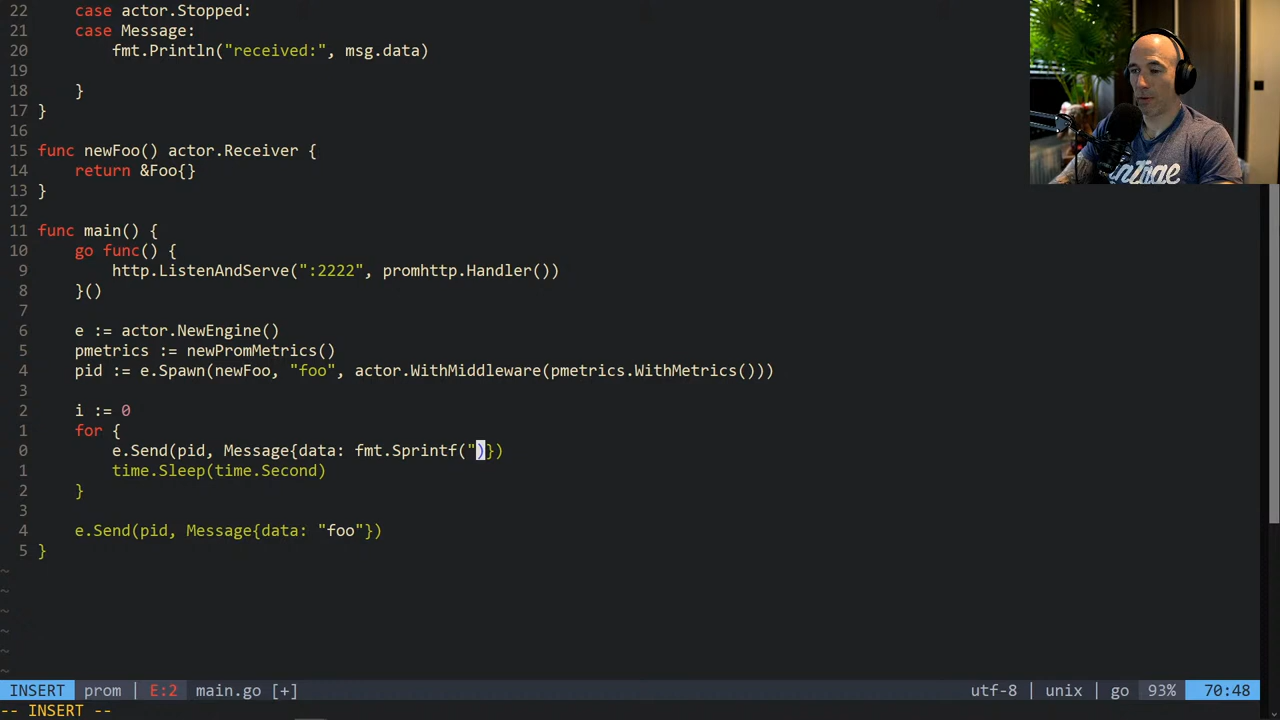 22 case actor.Stopped:
21 case Message:
20 fmt.Println("received:", msg.data)
19
18 }
17 }
16
15 func newFoo() actor.Receiver {
14 return &Foo{}
13 }
12
11 func main() {
10 go func() {
9 http.ListenAndServe(":2222", promhttp.Handler())
8 }()
7
6 e := actor.NewEngine()
5 pmetrics := newPromMetrics()
4 pid := e.Spawn(newFoo, "foo", actor.WithMiddleware(pmetrics.WithMetrics()))
3
2 i := 0
1 for {
0 e.Send(pid, Message{data: fmt.Sprintf(")})
1 time.Sleep(time.Second)
2 }
3
4 e.Send(pid, Message{data: "foo"})
5 }
~
~
~
~
~
~
INSERT prom | E:2 main.go [+] utf-8 | unix | go 93% 70:48
-- INSERT --